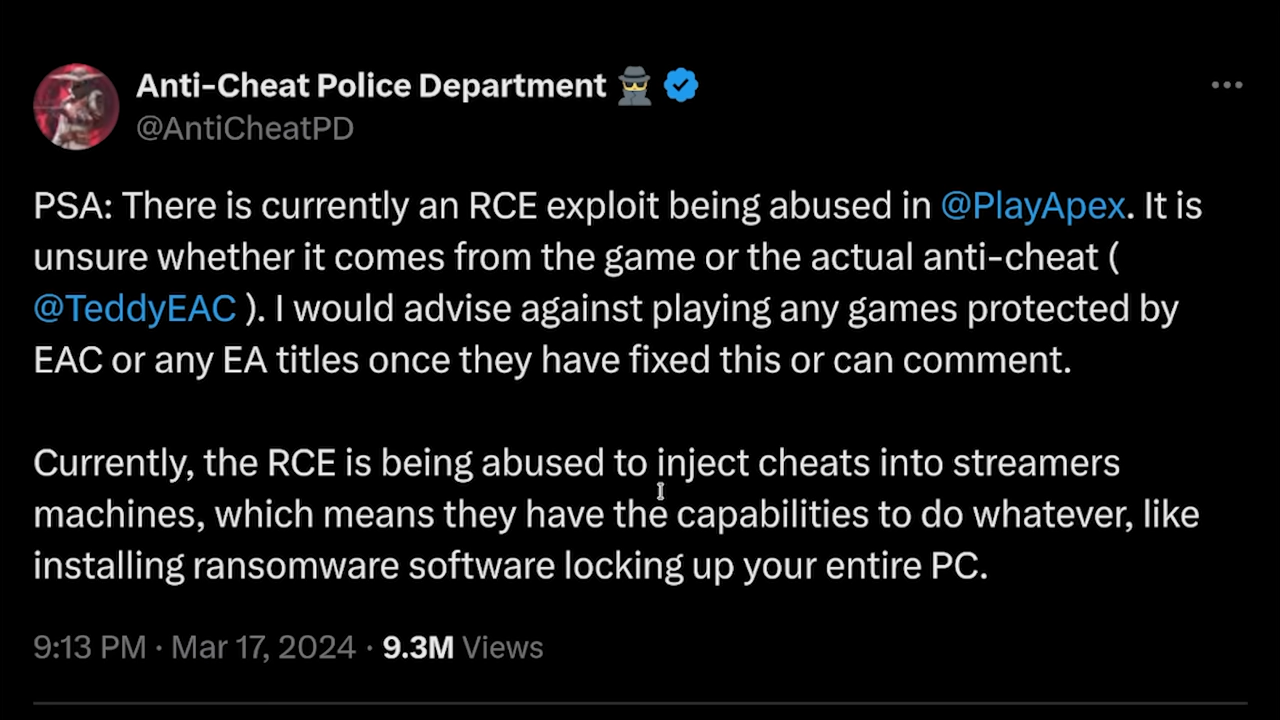 Anti-Cheat Police Department 🕵️
@AntiCheatPD
PSA: There is currently an RCE exploit being abused in @PlayApex. It is
unsure whether it comes from the game or the actual anti-cheat (
@TeddyEAC ). I would advise against playing any games protected by
EAC or any EA titles once they have fixed this or can comment.
Currently, the RCE is being abused to inject cheats into streamers
machines, which means they have the capabilities to do whatever, like
installing ransomware software locking up your entire PC.
9:13 PM · Mar 17, 2024 · 9.3M Views